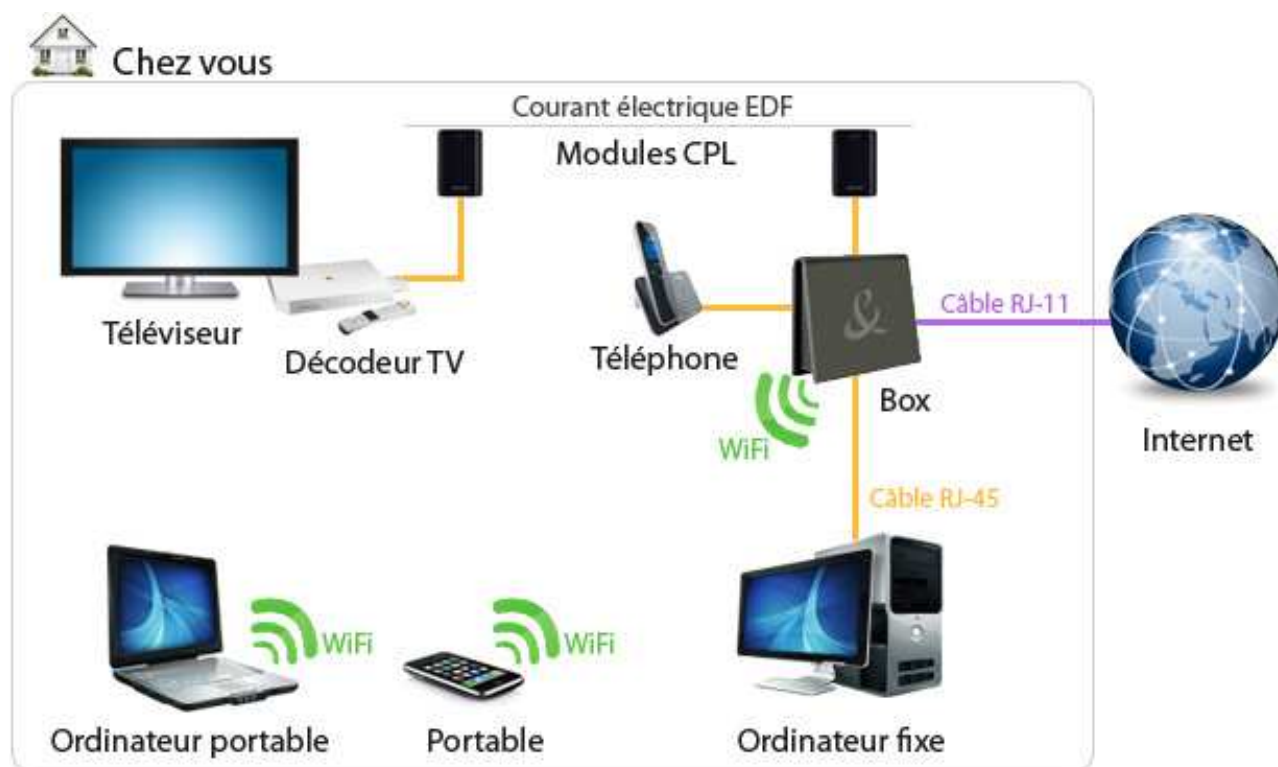 Chez vous
Courant électrique EDF
Modules CPL
Téléviseur
Décodeur TV
Téléphone
&
Box
Câble RJ-11
Internet
WiFi
Câble RJ-45
WiFi
WiFi
Ordinateur portable
Portable
Ordinateur fixe